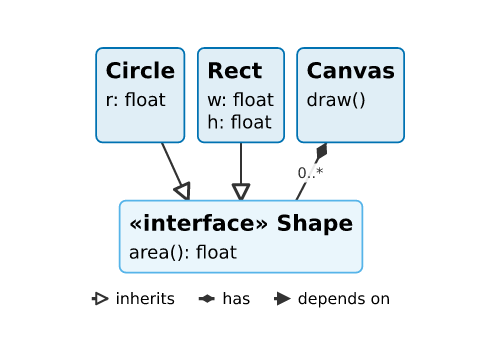 Circle
r: float
Rect
w: float
h: float
Canvas
draw()
0..*
«interface» Shape
area(): float
inherits
has
depends on